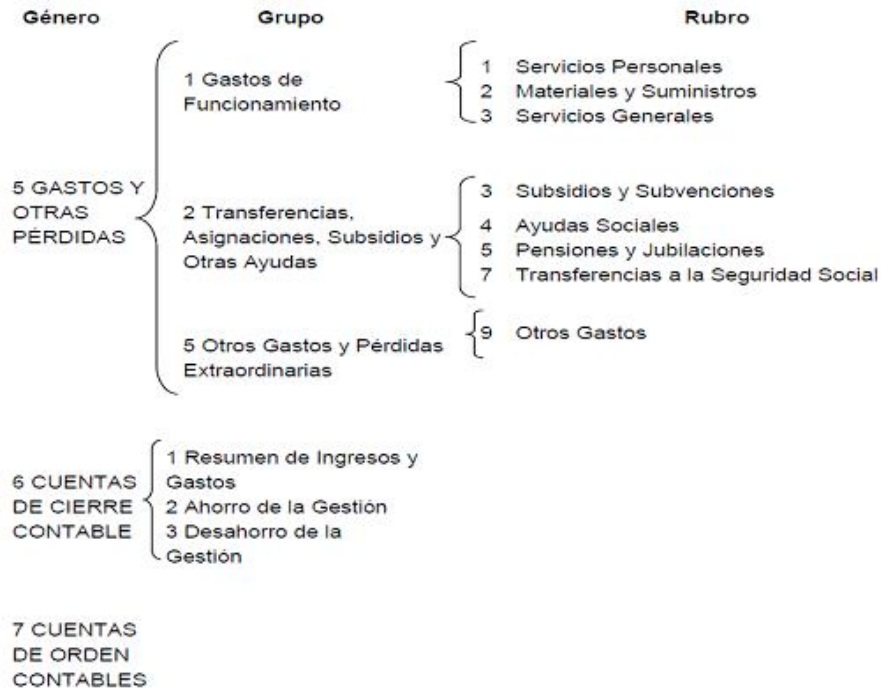 Género Grupo Rubro
1 Gastos de
Funcionamiento
1 Servicios Personales
2 Materiales y Suministros
3 Servicios Generales
5 GASTOS Y
OTRAS
PÉRDIDAS
2 Transferencias,
Asignaciones, Subsidios y
Otras Ayudas
3 Subsidios y Subvenciones
4 Ayudas Sociales
5 Pensiones y Jubilaciones
7 Transferencias a la Seguridad Social
5 Otros Gastos y Pérdidas
Extraordinarias
9 Otros Gastos
6 CUENTAS
DE CIERRE
CONTABLE
1 Resumen de Ingresos y
Gastos
2 Ahorro de la Gestión
3 Desahorro de la
Gestión
7 CUENTAS
DE ORDEN
CONTABLES